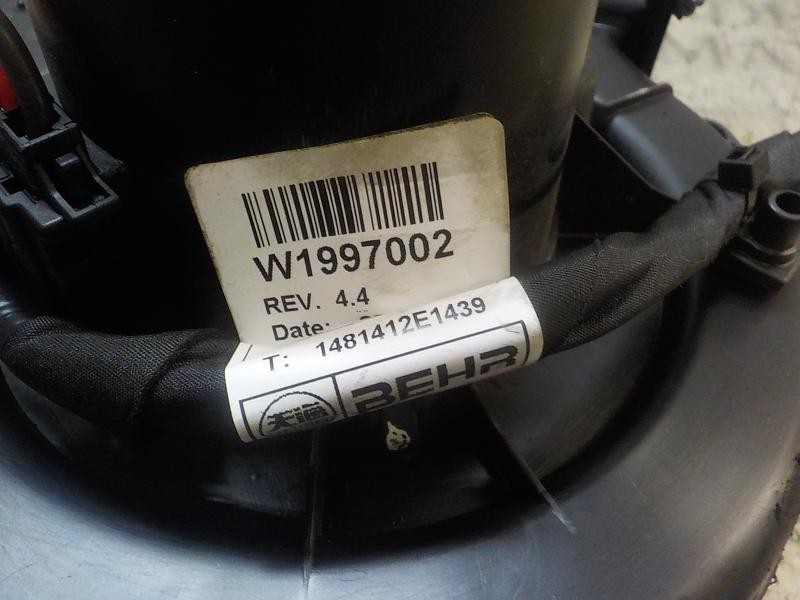 W1997002
REV. 4.4
Date:
T: 1481412E1439
BEHR